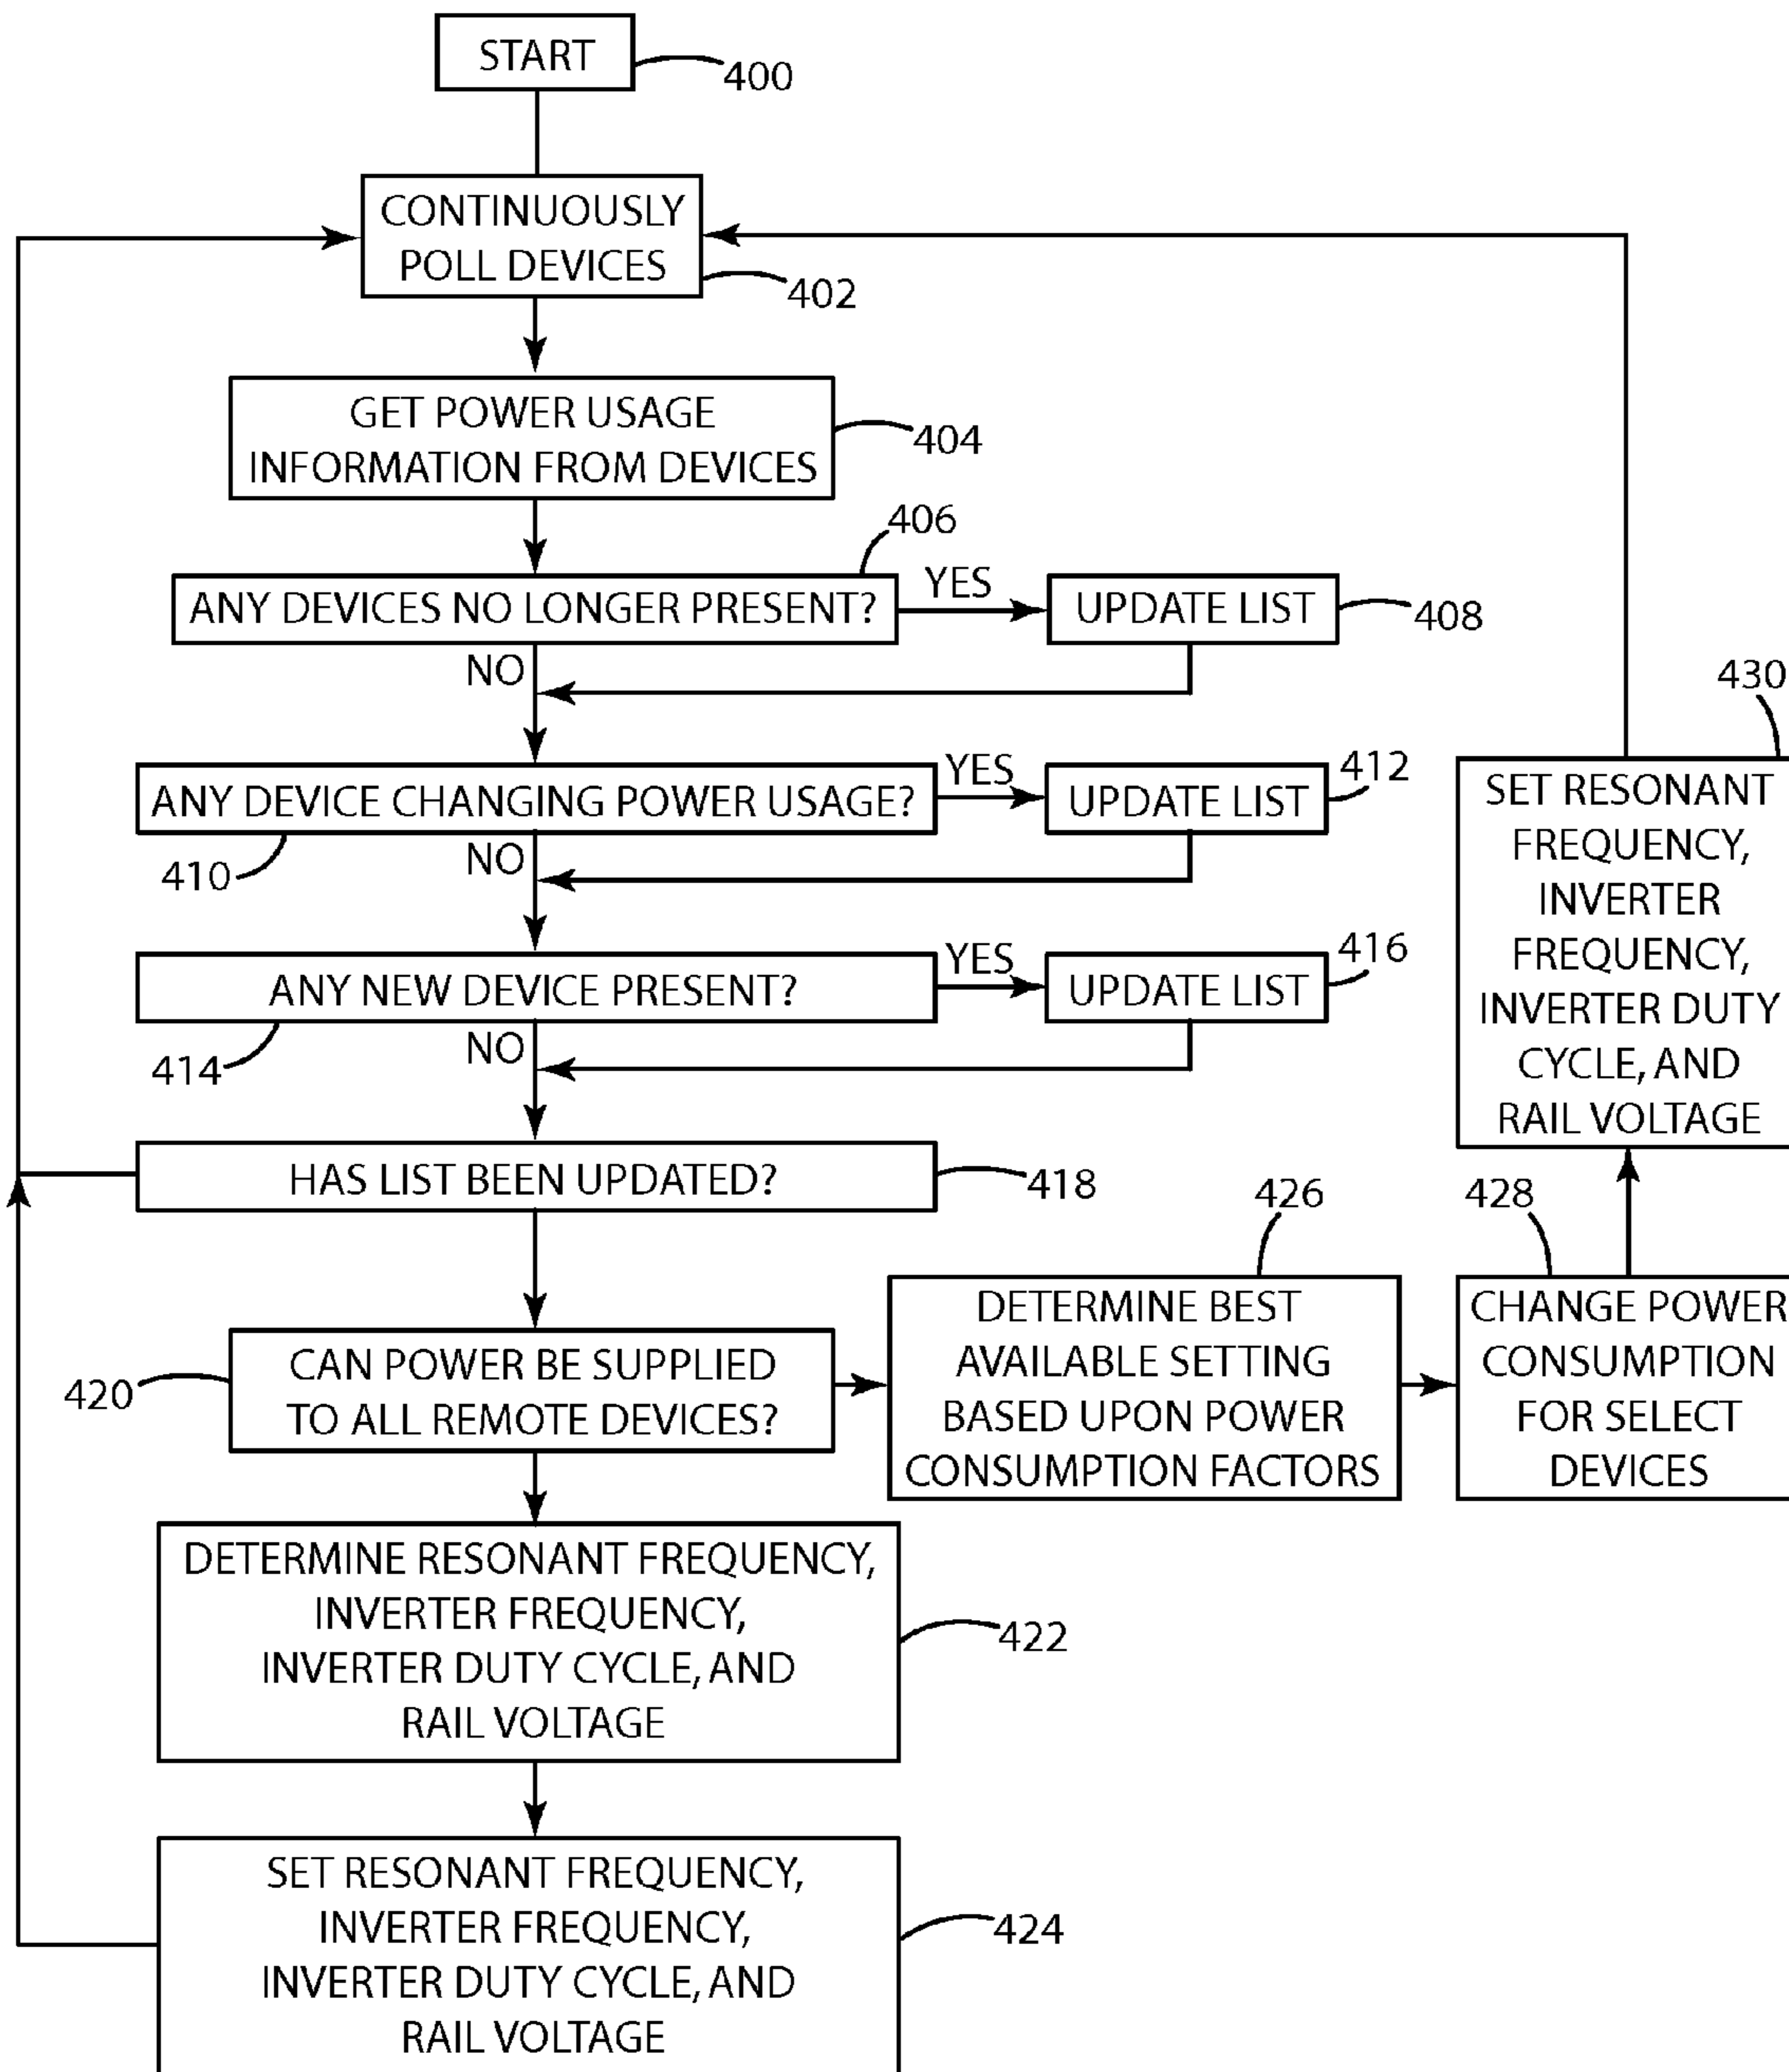 START
400
CONTINUOUSLY
POLL DEVICES
402
GET POWER USAGE
INFORMATION FROM DEVICES
404
406
ANY DEVICES NO LONGER PRESENT?
YES
UPDATE LIST
408
NO
ANY DEVICE CHANGING POWER USAGE?
YES
UPDATE LIST
412
410
NO
ANY NEW DEVICE PRESENT?
YES
UPDATE LIST
416
414
NO
HAS LIST BEEN UPDATED?
418
420
CAN POWER BE SUPPLIED
TO ALL REMOTE DEVICES?
426
DETERMINE BEST
AVAILABLE SETTING
BASED UPON POWER
CONSUMPTION FACTORS
428
CHANGE POWER
CONSUMPTION
FOR SELECT
DEVICES
430
SET RESONANT
FREQUENCY,
INVERTER
FREQUENCY,
INVERTER DUTY
CYCLE, AND
RAIL VOLTAGE
DETERMINE RESONANT FREQUENCY,
INVERTER FREQUENCY,
INVERTER DUTY CYCLE, AND
RAIL VOLTAGE
422
SET RESONANT FREQUENCY,
INVERTER FREQUENCY,
INVERTER DUTY CYCLE, AND
RAIL VOLTAGE
424